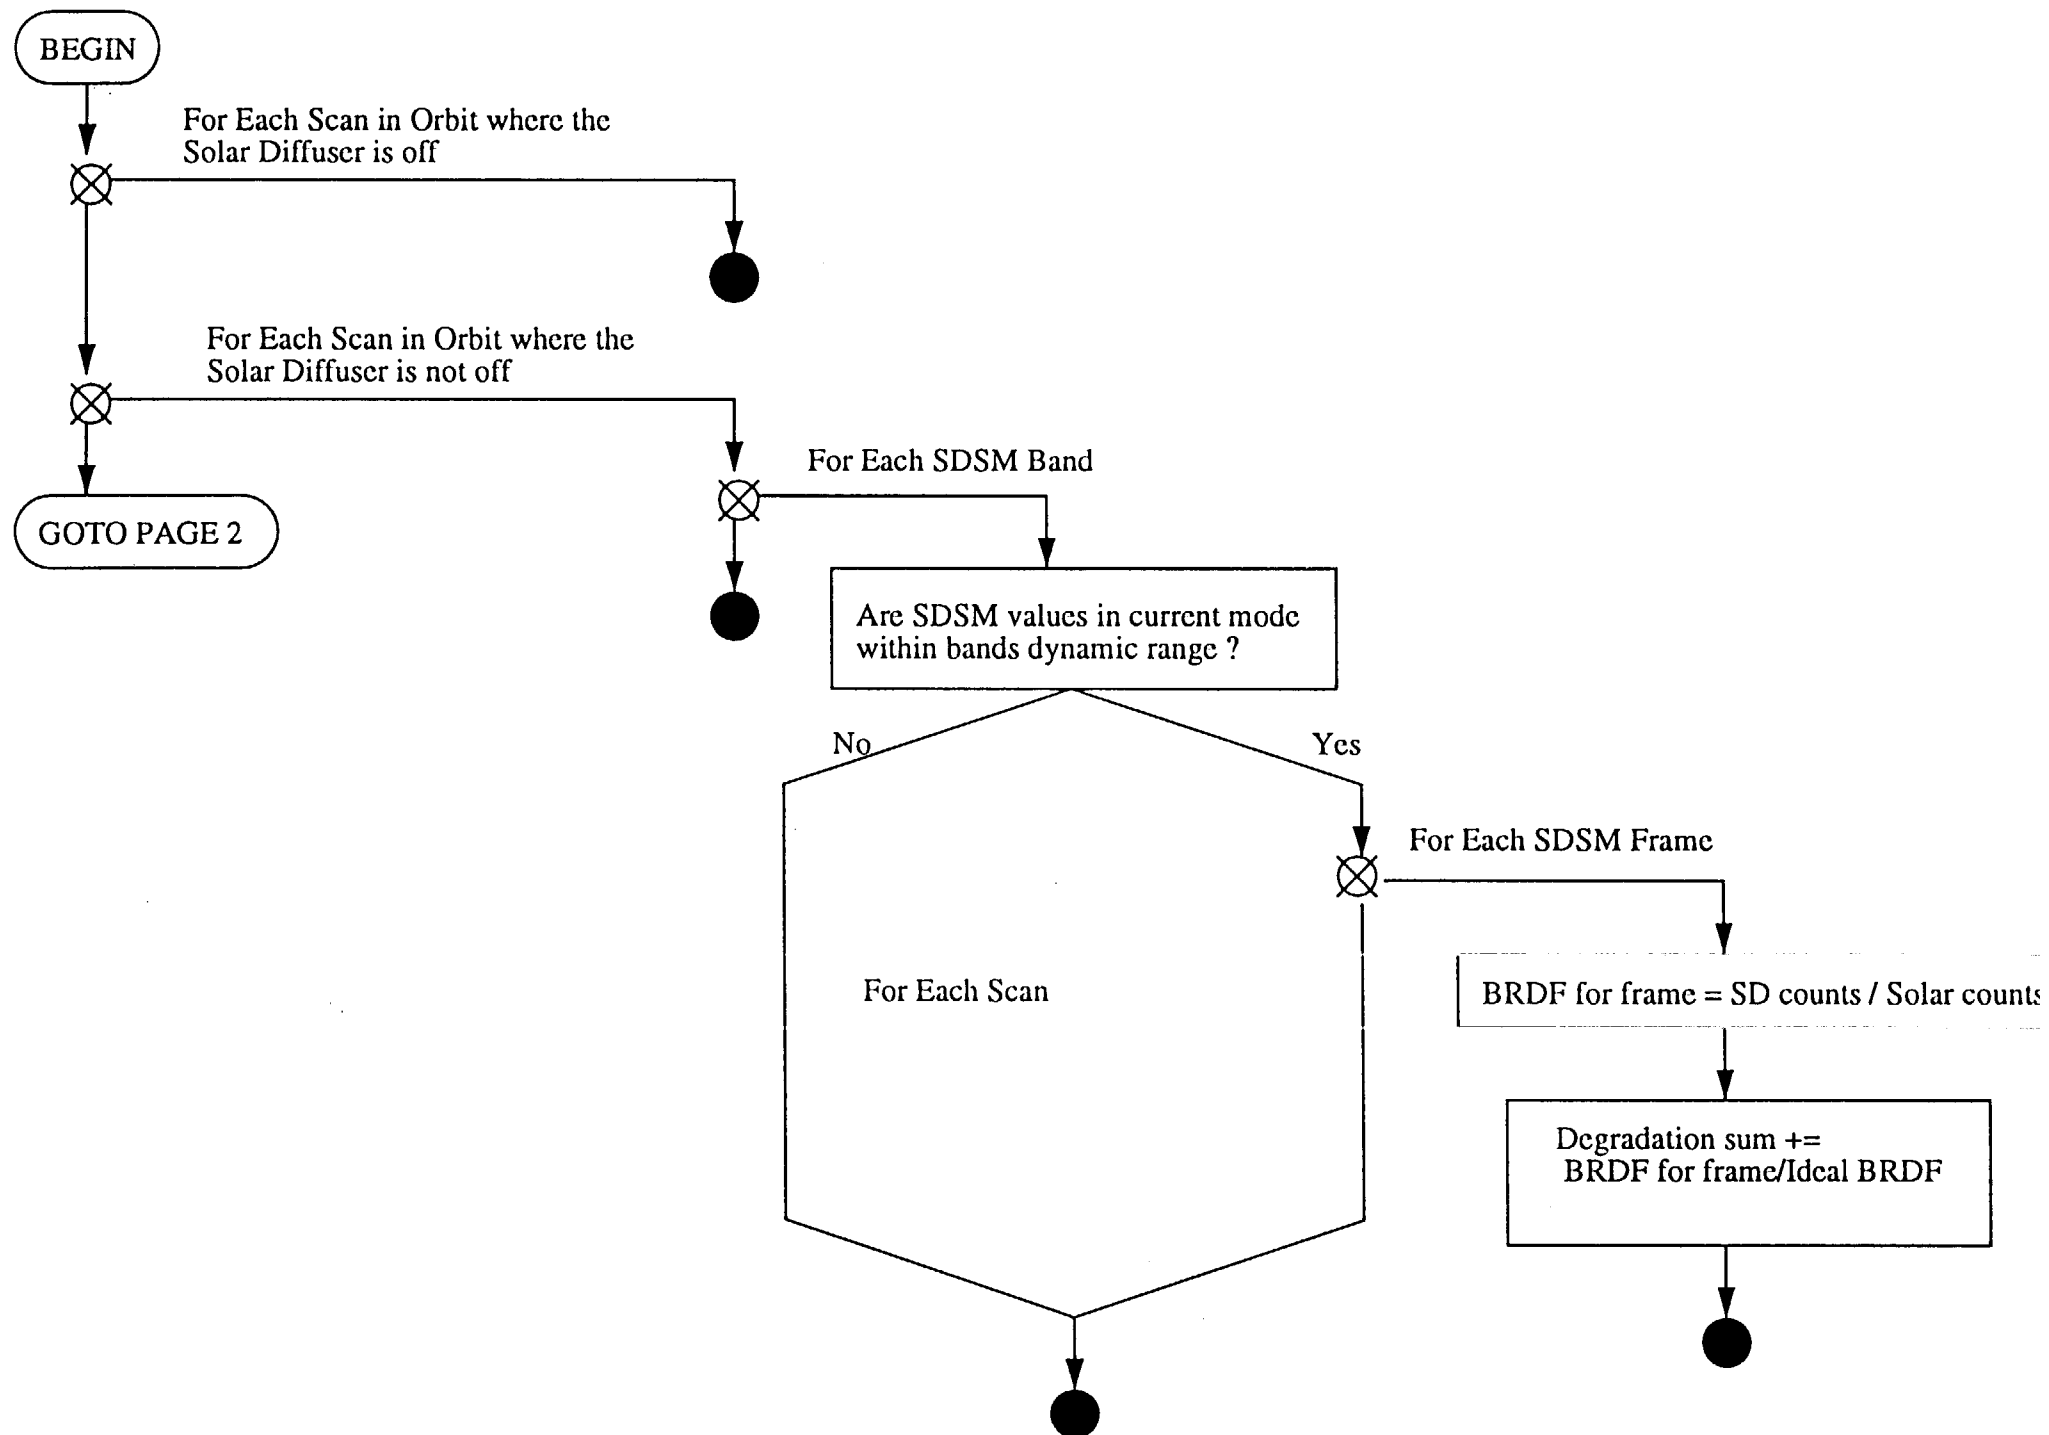 BEGIN
For Each Scan in Orbit where the
Solar Diffuser is off
For Each Scan in Orbit where the
Solar Diffuser is not off
GOTO PAGE 2
For Each SDSM Band
Are SDSM values in current mode
within bands dynamic range ?
No
Yes
For Each SDSM Frame
For Each Scan
BRDF for frame = SD counts / Solar counts
Degradation sum +=
BRDF for frame/Ideal BRDF